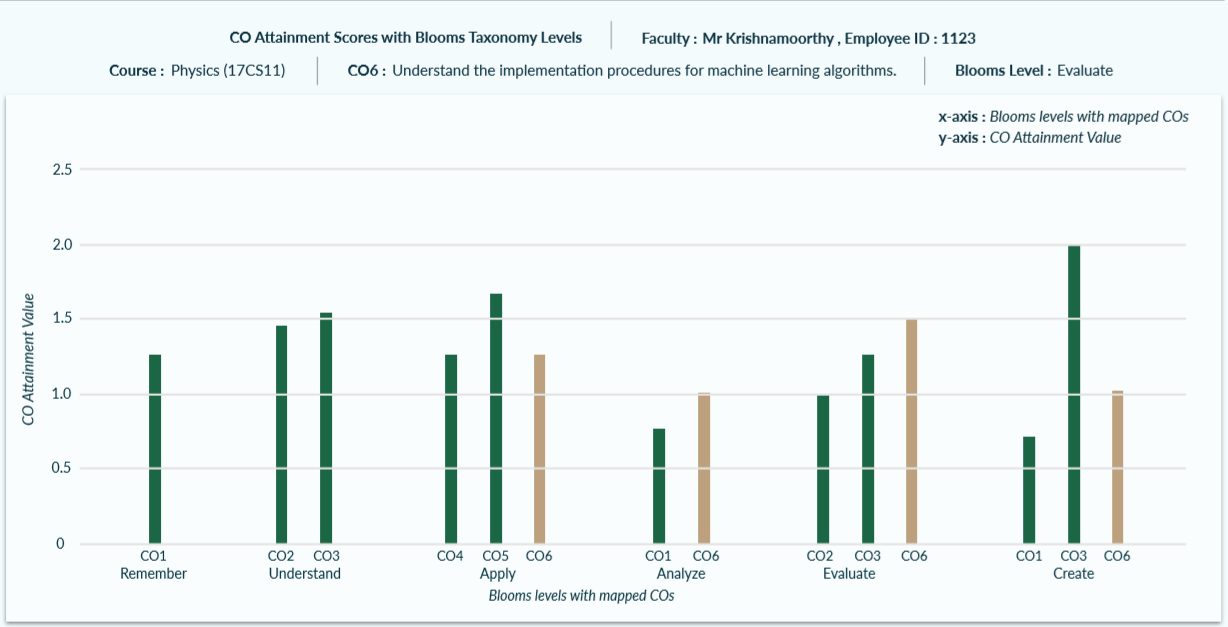 CO Attainment Scores with Blooms Taxonomy Levels Faculty : Mr Krishnamoorthy , Employee ID : 1123
Course : Physics (17CS11) CO6 : Understand the implementation procedures for machine learning algorithms. Blooms Level : Evaluate
x-axis : Blooms levels with mapped COs
y-axis : CO Attainment Value
2.5
2.0
1.5
1.0
0.5
0
CO Attainment Value
CO1 CO2 CO3 CO4 CO5 CO6 CO1 CO6 CO2 CO3 CO6 CO1 CO3 CO6
Remember Understand Apply Analyze Evaluate Create
Blooms levels with mapped COs